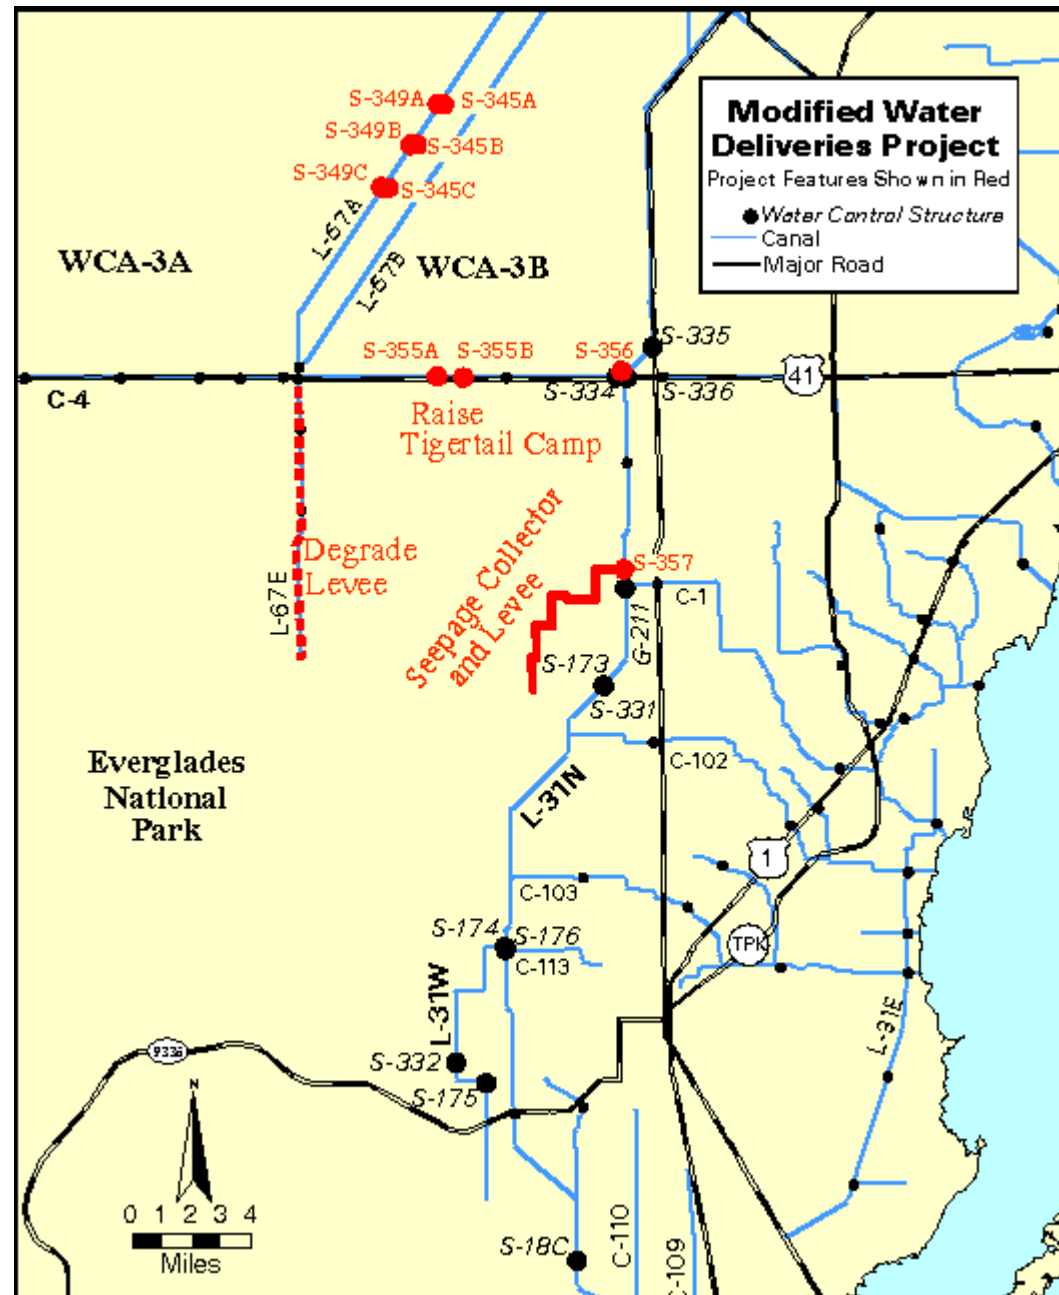 Modified Water
Deliveries Project
Project Features Shown in Red
Water Control Structure
Canal
Major Road
S-349A
S-345A
S-349B
S-345B
S-349C
S-345C
L-67A
L-67B
WCA-3A
WCA-3B
S-335
S-355A
S-355B
S-356
C-4
S-334
S-336
41
Raise
Tigertail Camp
Degrade
Levee
L-67E
Seepage Collector
and Levee
S-357
C-1
G-211
S-173
S-331
C-102
Everglades
National
Park
L-31N
1
C-103
S-174
S-176
C-113
TPK
L-31W
L-31E
S-332
S-175
9336
N
0 1 2 3 4
Miles
S-18C
C-110
C-109